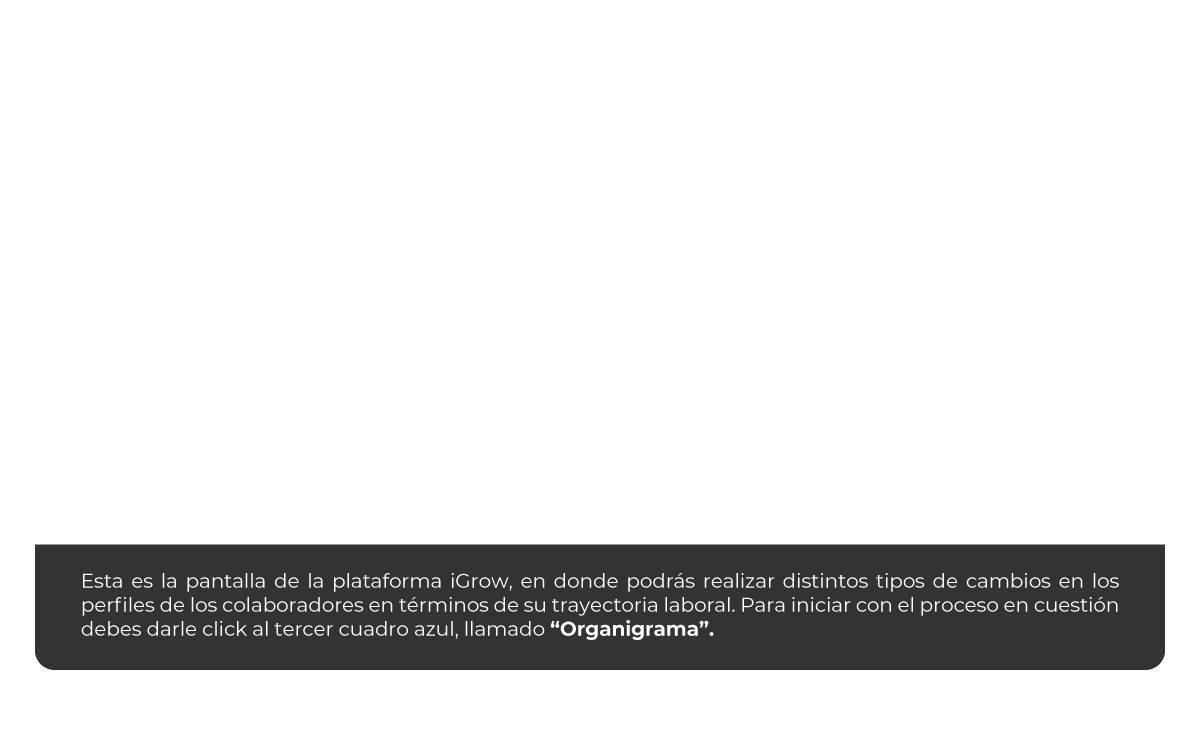 Esta es la pantalla de la plataforma iGrow, en donde podrás realizar distintos tipos de cambios en los
perfiles de los colaboradores en términos de su trayectoria laboral. Para iniciar con el proceso en cuestión
debes darle click al tercer cuadro azul, llamado “Organigrama”.